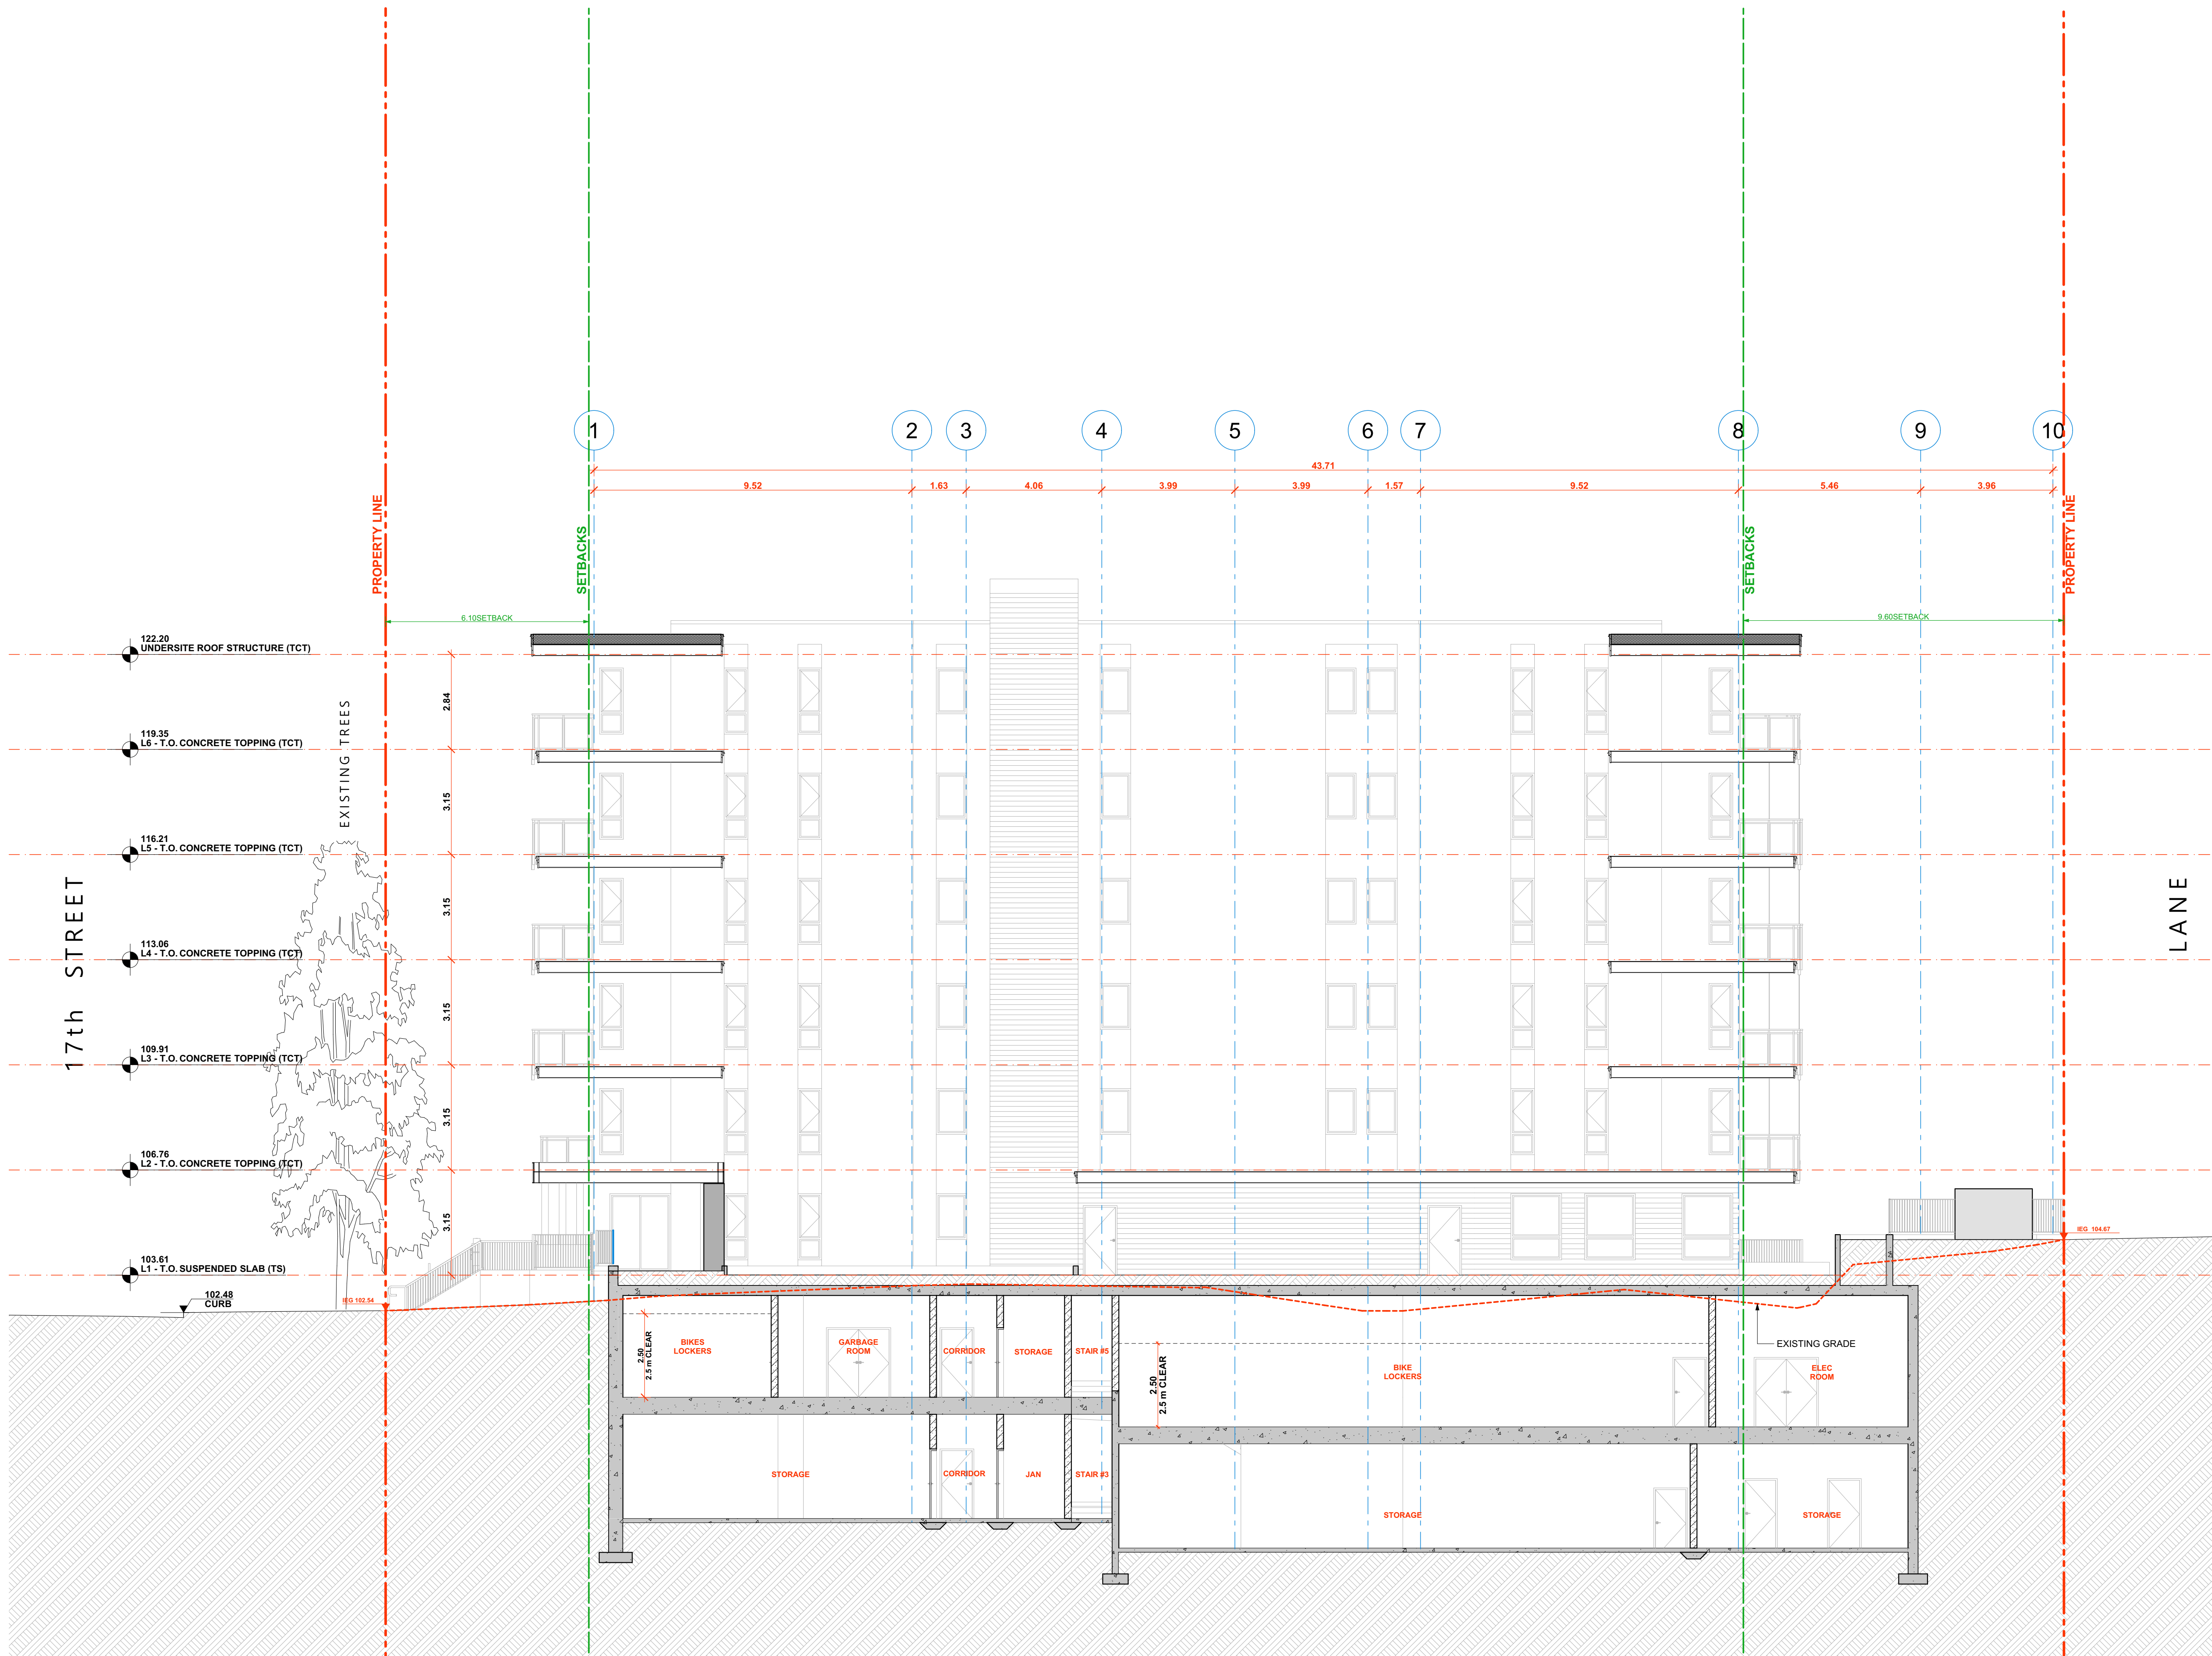 1
2
3
4
5
6
7
8
9
10
43.71
9.52
1.63
4.06
3.99
3.99
1.57
9.52
5.46
3.96
PROPERTY LINE
SETBACKS
SETBACKS
PROPERTY LINE
6.10SETBACK
9.60SETBACK
122.20
UNDERSITE ROOF STRUCTURE (TCT)
2.84
119.35
L6 - T.O. CONCRETE TOPPING (TCT)
3.15
116.21
L5 - T.O. CONCRETE TOPPING (TCT)
3.15
113.06
L4 - T.O. CONCRETE TOPPING (TCT)
3.15
109.91
L3 - T.O. CONCRETE TOPPING (TCT)
3.15
106.76
L2 - T.O. CONCRETE TOPPING (TCT)
3.15
103.61
L1 - T.O. SUSPENDED SLAB (TS)
102.48
CURB
EXISTING TREES
17th STREET
LANE
IEG 102.54
IEG 104.67
2.50
2.5 m CLEAR
BIKES
LOCKERS
GARBAGE
ROOM
CORRIDOR
STORAGE
STAIR #5
2.50
2.5 m CLEAR
BIKE
LOCKERS
EXISTING GRADE
ELEC
ROOM
STORAGE
CORRIDOR
JAN
STAIR #3
STORAGE
STORAGE